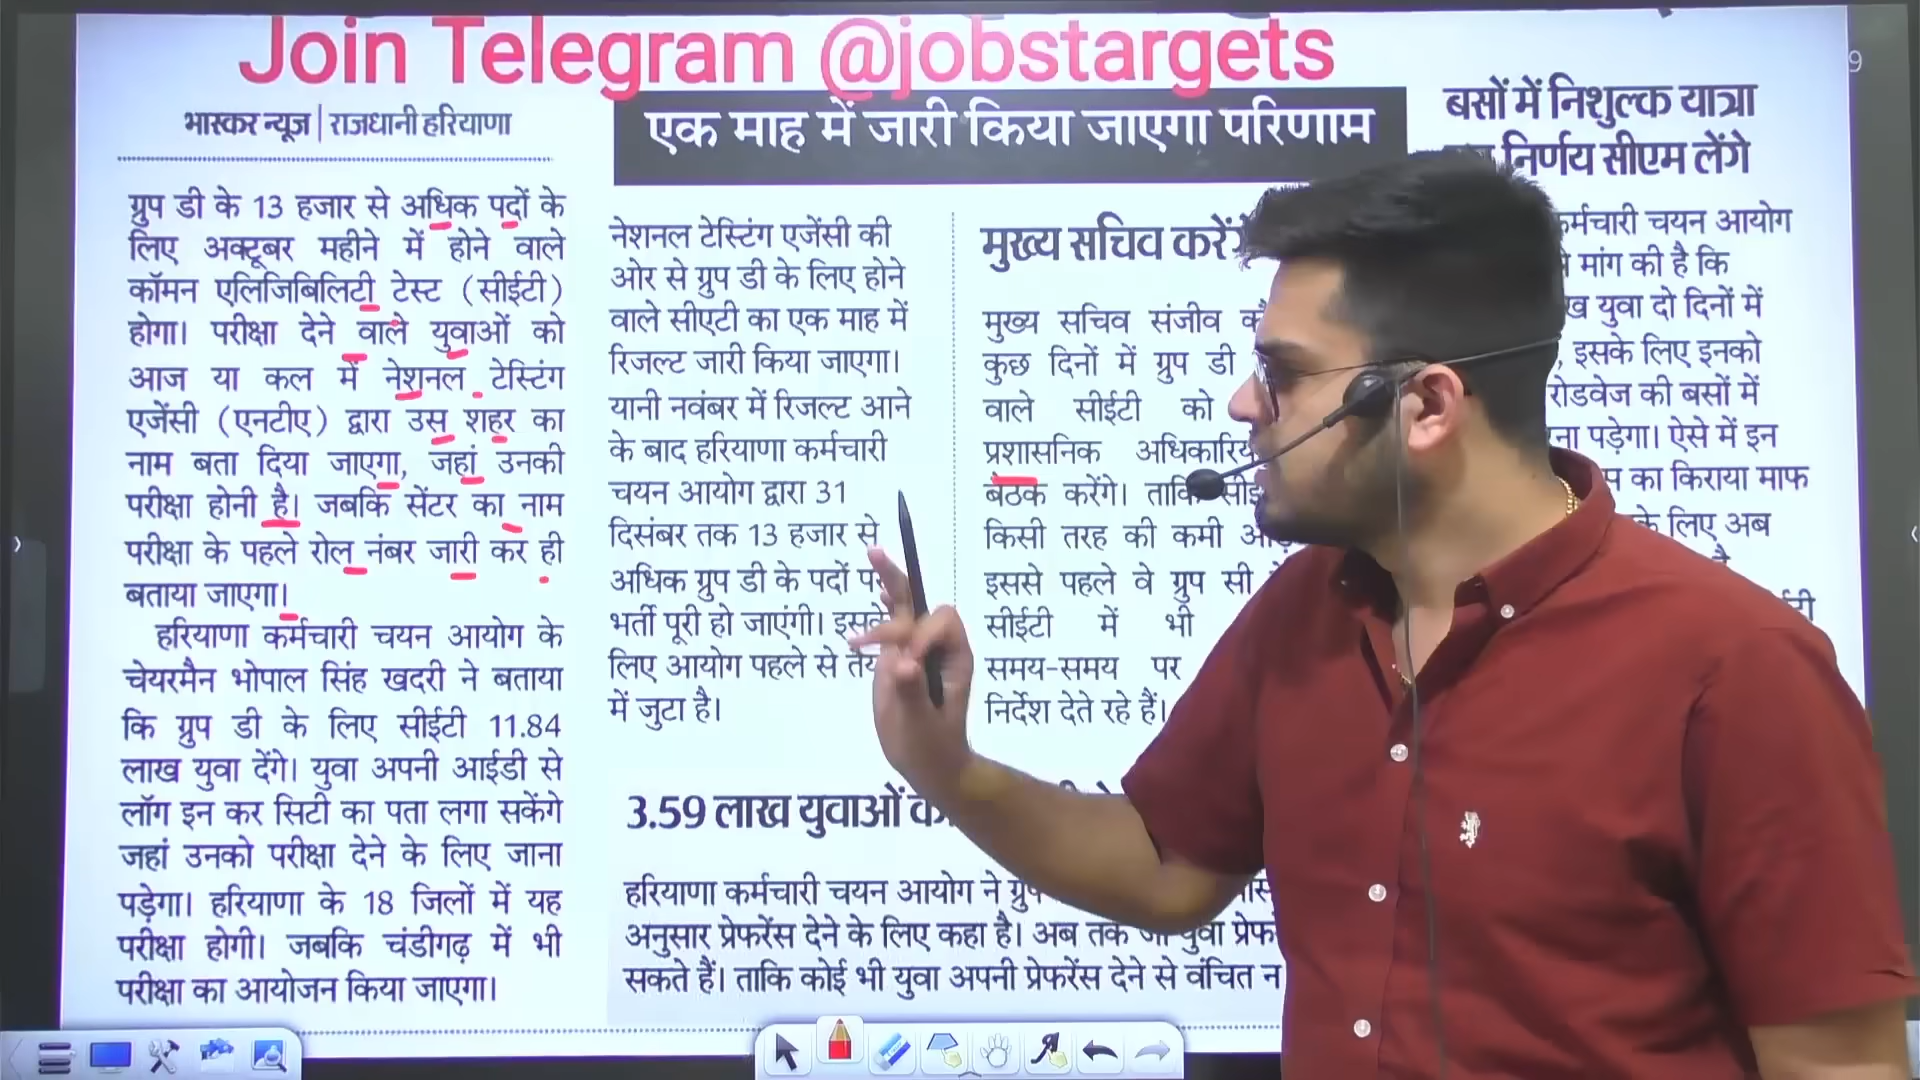 Join Telegram @jobstargets
9
भास्कर न्यूज | राजधानी हरियाणा
ग्रुप डी के 13 हजार से अधिक पदों के
लिए अक्टूबर महीने में होने वाले
कॉमन एलिजिबिलिटी टेस्ट (सीईटी)
होगा। परीक्षा देने वाले युवाओं को
आज या कल में नेशनल टेस्टिंग
एजेंसी (एनटीए) द्वारा उस शहर का
नाम बता दिया जाएगा, जहां उनकी
परीक्षा होनी है। जबकि सेंटर का नाम
परीक्षा के पहले रोल नंबर जारी कर ही
बताया जाएगा।
हरियाणा कर्मचारी चयन आयोग के
चेयरमैन भोपाल सिंह खदरी ने बताया
कि ग्रुप डी के लिए सीईटी 11.84
लाख युवा देंगे। युवा अपनी आईडी से
लॉग इन कर सिटी का पता लगा सकेंगे
जहां उनको परीक्षा देने के लिए जाना
पड़ेगा। हरियाणा के 18 जिलों में यह
परीक्षा होगी। जबकि चंडीगढ़ में भी
परीक्षा का आयोजन किया जाएगा।
एक माह में जारी किया जाएगा परिणाम
नेशनल टेस्टिंग एजेंसी की
ओर से ग्रुप डी के लिए होने
वाले सीएटी का एक माह में
रिजल्ट जारी किया जाएगा।
यानी नवंबर में रिजल्ट आने
के बाद हरियाणा कर्मचारी
चयन आयोग द्वारा 31
दिसंबर तक 13 हजार से
अधिक ग्रुप डी के पदों
भर्ती पूरी हो जाएंगी।
लिए आयोग पहले से
में जुटा है।
मुख्य सचिव करेंगे
मुख्य सचिव संजीव
कुछ दिनों में ग्रुप डी
वाले सीईटी को
प्रशासनिक
बैठक करेंगे। ताकि
किसी तरह की कमी
इससे पहले वे ग्रुप सी
सीईटी में भी
समय-समय पर
निर्देश देते रहे हैं।
3.59 लाख युवाओं
हरियाणा कर्मचारी चयन आयोग ने
अनुसार प्रेफरेंस देने के लिए कहा है। अब तक जो युवा
सकते हैं। ताकि कोई भी युवा अपनी प्रेफरेंस देने से वंचित न
बसों में निशुल्क यात्रा
निर्णय सीएम लेंगे
चयन आयोग
मांग की है कि
युवा दो दिनों में
इसके लिए इनको
रोडवेज की बसों में
पड़ेगा। ऐसे में इन
का किराया माफ
के लिए अब